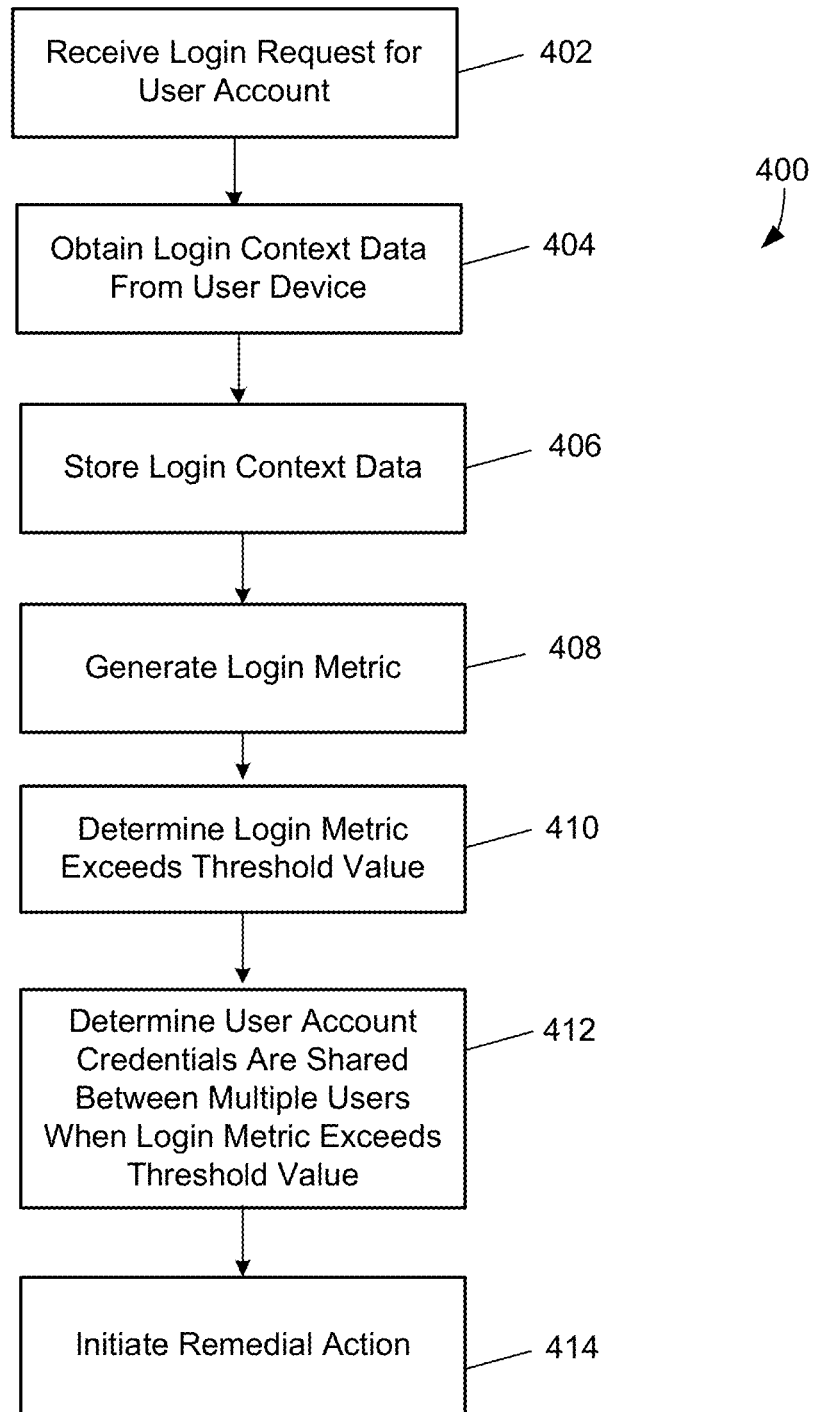 Receive Login Request for
User Account
402
400
Obtain Login Context Data
From User Device
404
Store Login Context Data
406
Generate Login Metric
408
Determine Login Metric
Exceeds Threshold Value
410
Determine User Account
Credentials Are Shared
Between Multiple Users
When Login Metric Exceeds
Threshold Value
412
Initiate Remedial Action
414